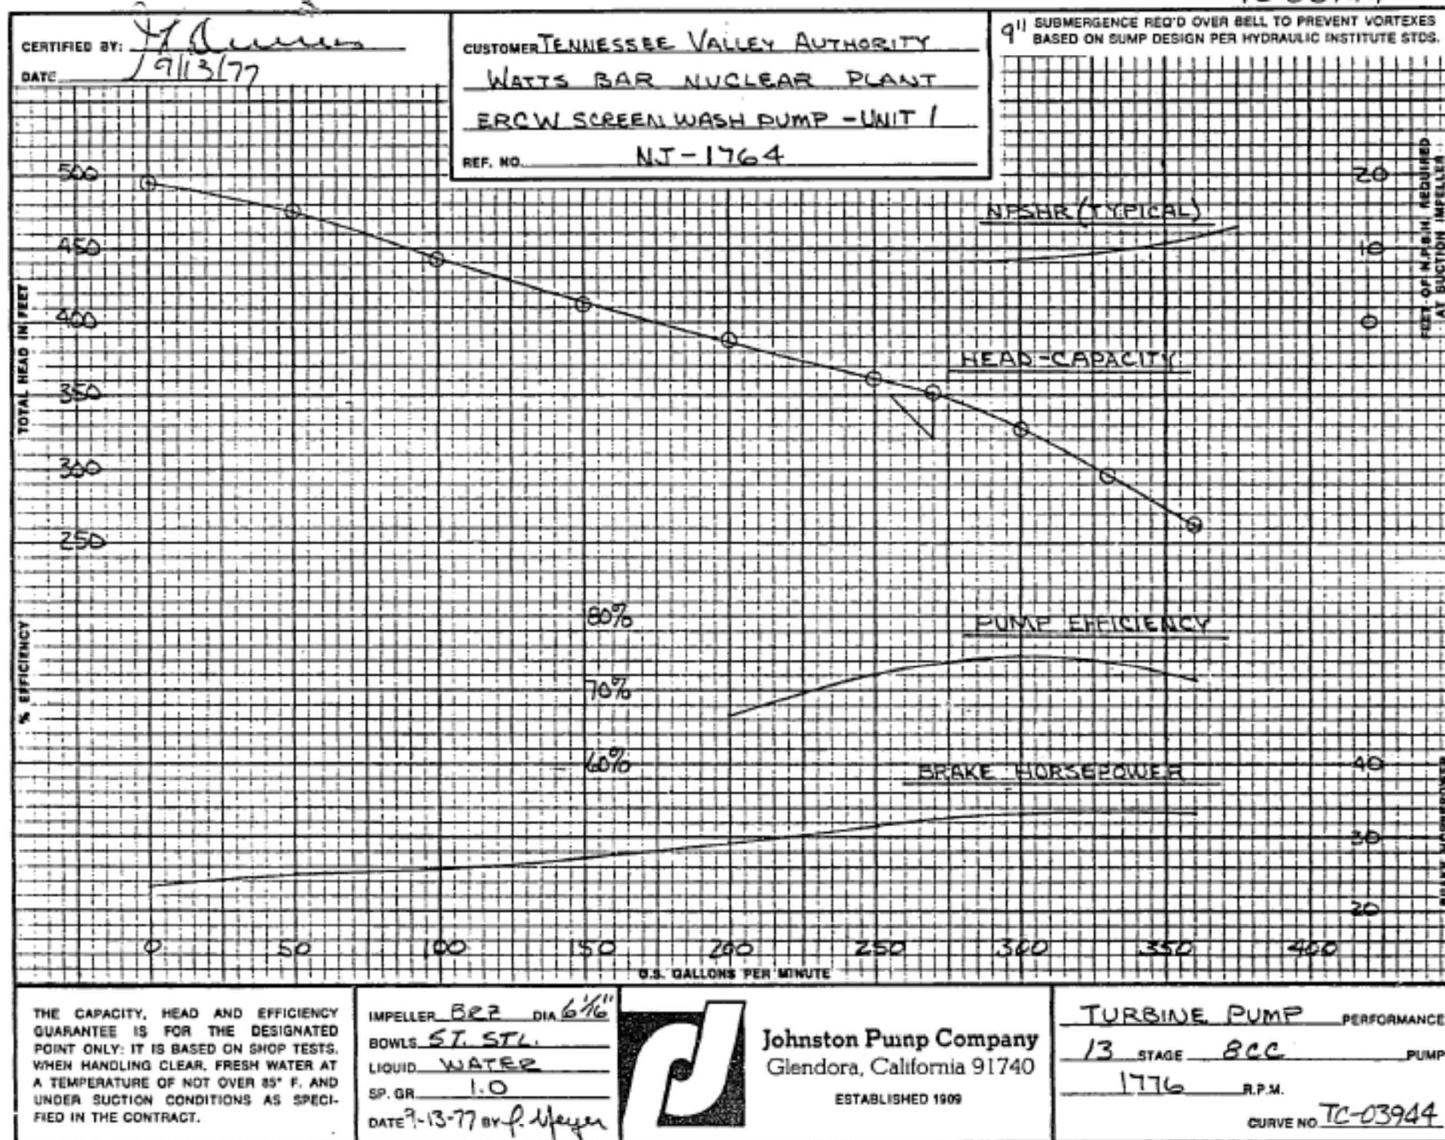 CERTIFIED BY:
DATE 9/13/77
CUSTOMER TENNESSEE VALLEY AUTHORITY
WATTS BAR NUCLEAR PLANT
ERCW SCREEN WASH PUMP - UNIT 1
REF. NO. NJ-1764
9" SUBMERGENCE REQ'D OVER BELL TO PREVENT VORTEXES
BASED ON SUMP DESIGN PER HYDRAULIC INSTITUTE STDS.
TOTAL HEAD IN FEET
500
450
400
350
300
250
FEET OF N.P.S.H. REQUIRED
AT SUCTION IMPELLER
20
10
0
NPSHR (TYPICAL)
HEAD-CAPACITY
% EFFICIENCY
80%
70%
60%
PUMP EFFICIENCY
BRAKE HORSEPOWER
BRAKE HORSEPOWER
40
30
20
0 50 100 150 200 250 300 350 400
U.S. GALLONS PER MINUTE
THE CAPACITY, HEAD AND EFFICIENCY
GUARANTEE IS FOR THE DESIGNATED
POINT ONLY: IT IS BASED ON SHOP TESTS.
WHEN HANDLING CLEAR, FRESH WATER AT
A TEMPERATURE OF NOT OVER 85° F. AND
UNDER SUCTION CONDITIONS AS SPECI-
FIED IN THE CONTRACT.
IMPELLER BRZ DIA 6 1/16"
BOWLS ST. STL.
LIQUID WATER
SP. GR 1.0
DATE 9-13-77 BY P. Meyer
Johnston Pump Company
Glendora, California 91740
ESTABLISHED 1909
TURBINE PUMP PERFORMANCE
13 STAGE 8CC PUMP
1776 R.P.M.
CURVE NO TC-03944